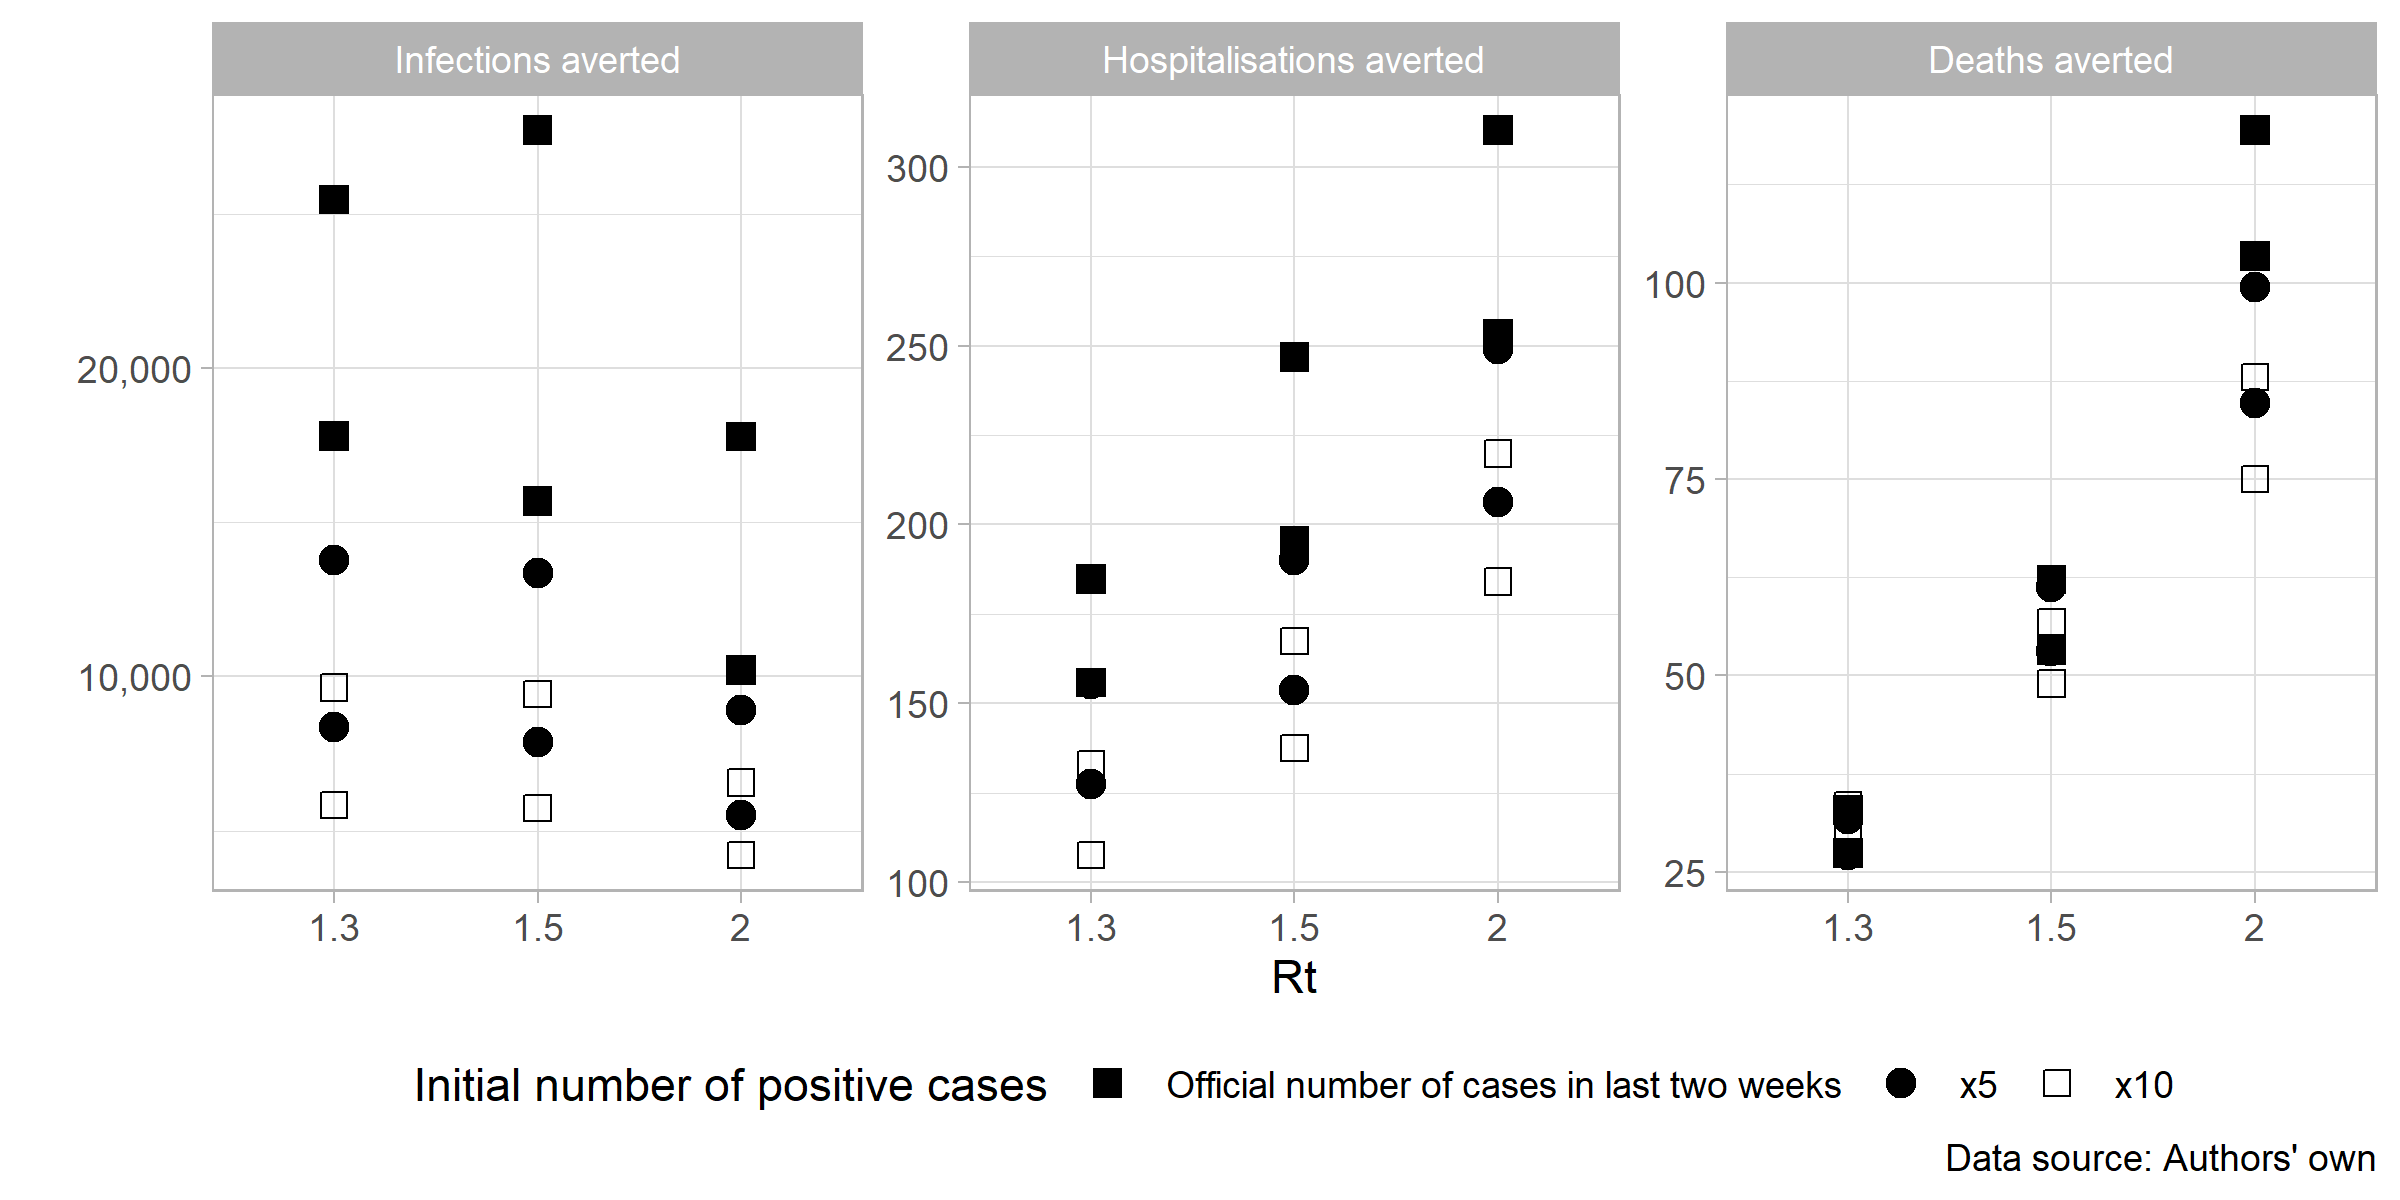 Infections averted
Hospitalisations averted
Deaths averted
20,000
10,000
300
250
200
150
100
100
75
50
25
1.3 1.5 2
1.3 1.5 2
1.3 1.5 2
Rt
Initial number of positive cases Official number of cases in last two weeks x5 x10
Data source: Authors' own